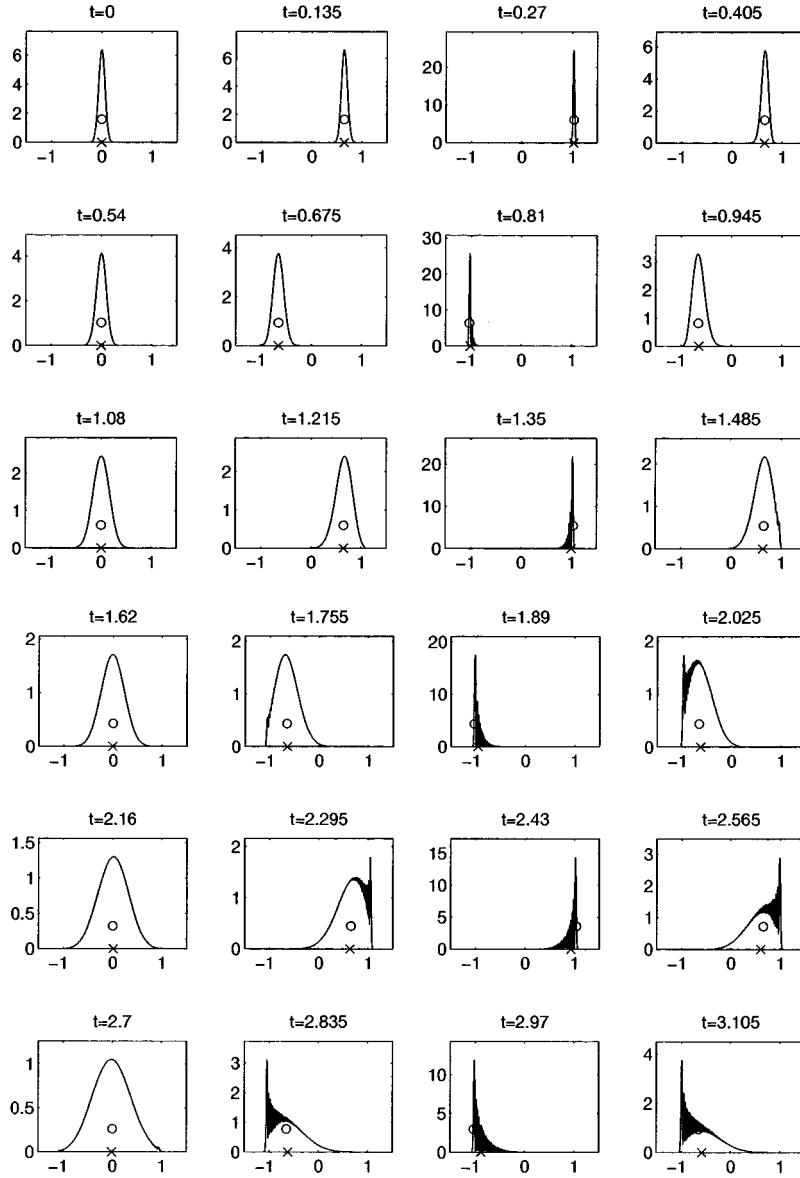 t=0 t=0.135 t=0.27 t=0.405
6 6 20 6
4 4 4
2 2 10 2
0 0 0 0
−1 0 1 −1 0 1 −1 0 1 −1 0 1
t=0.54 t=0.675 t=0.81 t=0.945
4 4 30 3
20 2
2 2 10 1
0 0 0 0
−1 0 1 −1 0 1 −1 0 1 −1 0 1
t=1.08 t=1.215 t=1.35 t=1.485
2 2 20 2
15
1 1 10 1
5
0 0 0 0
−1 0 1 −1 0 1 −1 0 1 −1 0 1
t=1.62 t=1.755 t=1.89 t=2.025
2 2 20 2
1 1 10 1
0 0 0 0
−1 0 1 −1 0 1 −1 0 1 −1 0 1
t=2.16 t=2.295 t=2.43 t=2.565
1.5 2 15 3
1 10 2
0.5 1 5 1
0 0 0 0
−1 0 1 −1 0 1 −1 0 1 −1 0 1
t=2.7 t=2.835 t=2.97 t=3.105
1 3 10 4
0.5 2 5 2
1
0 0 0 0
−1 0 1 −1 0 1 −1 0 1 −1 0 1